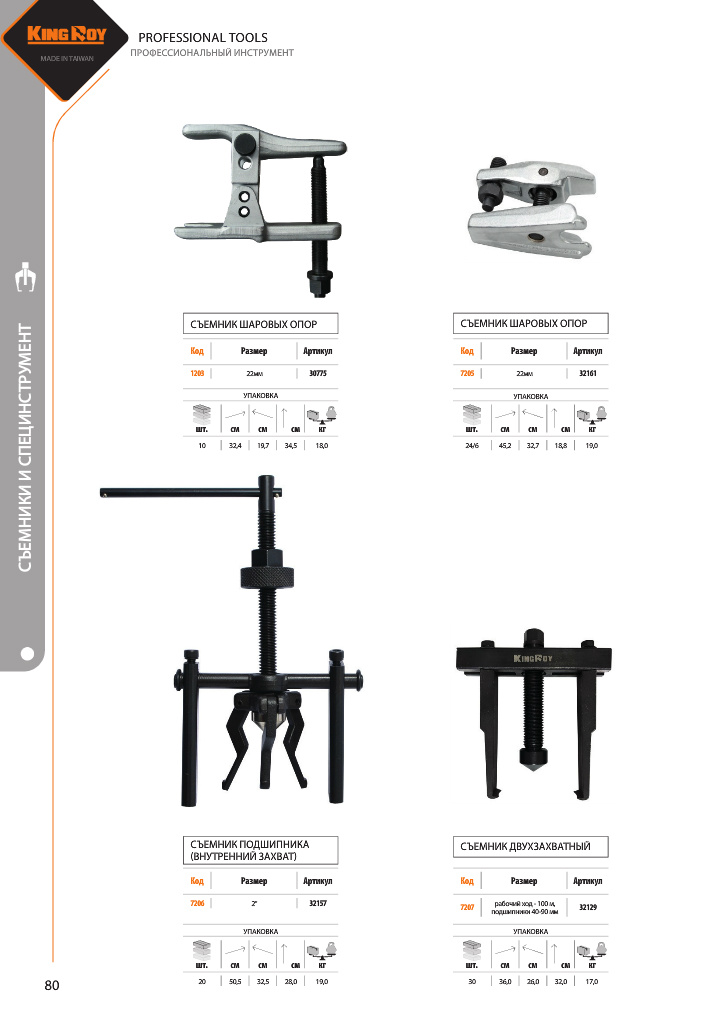 KING ROY
MADE IN TAIWAN
PROFESSIONAL TOOLS
ПРОФЕССИОНАЛЬНЫЙ ИНСТРУМЕНТ
СЪЕМНИКИ И СПЕЦИНСТРУМЕНТ
СЪЕМНИК ШАРОВЫХ ОПОР
Код Размер Артикул
1203 22мм 30775
УПАКОВКА
шт. см см см кг
10 32,4 19,7 34,5 18,0
СЪЕМНИК ШАРОВЫХ ОПОР
Код Размер Артикул
7205 22мм 32161
УПАКОВКА
шт. см см см кг
24/6 45,2 32,7 18,8 19,0
KING ROY
СЪЕМНИК ПОДШИПНИКА
(ВНУТРЕННИЙ ЗАХВАТ)
Код Размер Артикул
7206 2" 32157
УПАКОВКА
шт. см см см кг
20 50,5 32,5 28,0 19,0
СЪЕМНИК ДВУХЗАХВАТНЫЙ
Код Размер Артикул
7207 рабочий ход - 100 м, 32129
подшипники 40-90 мм
УПАКОВКА
шт. см см см кг
30 36,0 26,0 32,0 17,0
80